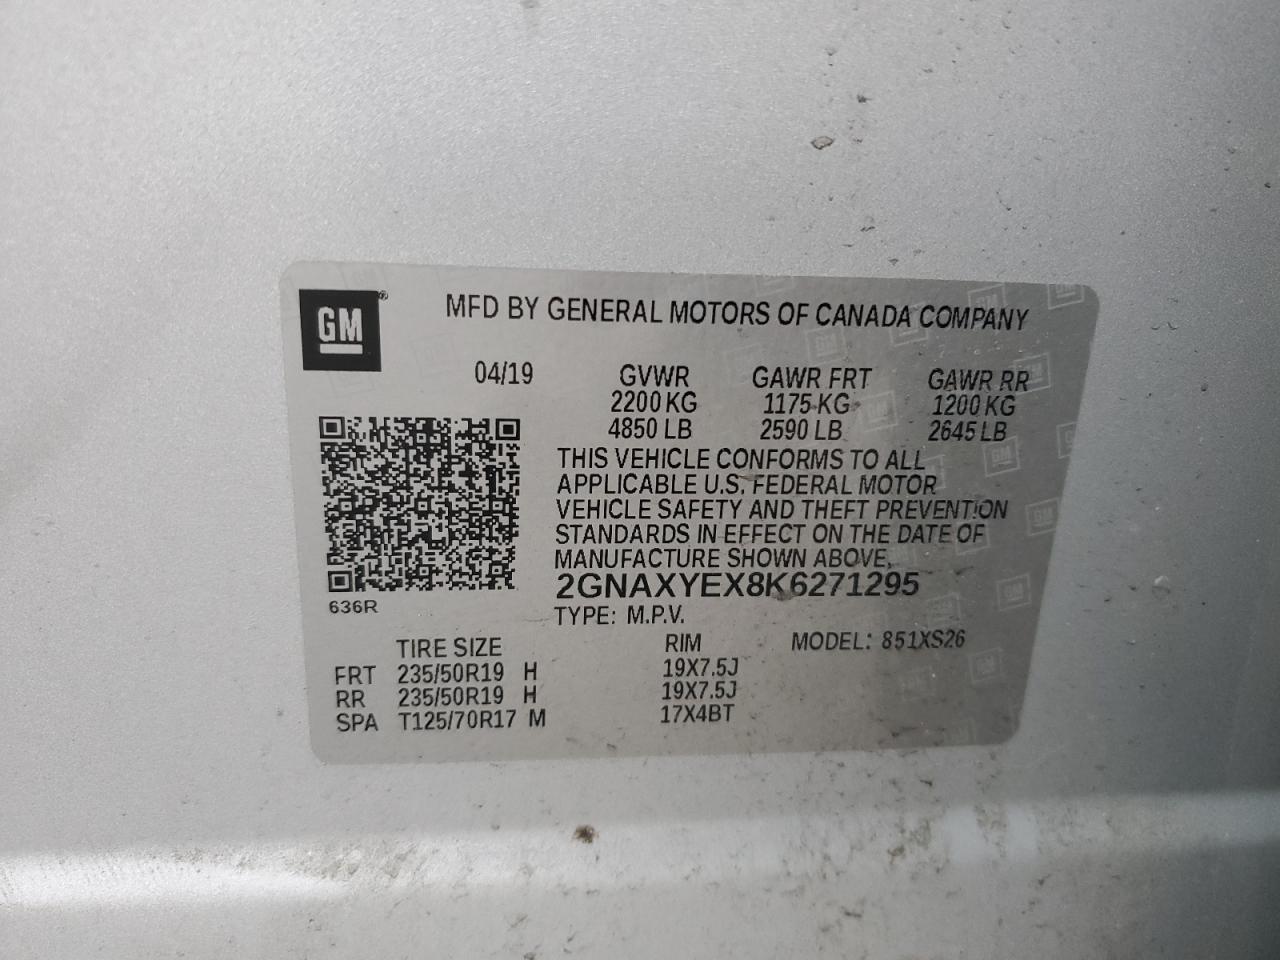 GM®
MFD BY GENERAL MOTORS OF CANADA COMPANY
04/19 GVWR GAWR FRT GAWR RR
2200 KG 1175 KG 1200 KG
4850 LB 2590 LB 2645 LB
THIS VEHICLE CONFORMS TO ALL
APPLICABLE U.S. FEDERAL MOTOR
VEHICLE SAFETY AND THEFT PREVENTION
STANDARDS IN EFFECT ON THE DATE OF
MANUFACTURE SHOWN ABOVE.
2GNAXYEX8K6271295
636R
TYPE: M.P.V.
TIRE SIZE RIM MODEL: 851XS26
FRT 235/50R19 H 19X7.5J
RR 235/50R19 H 19X7.5J
SPA T125/70R17 M 17X4BT